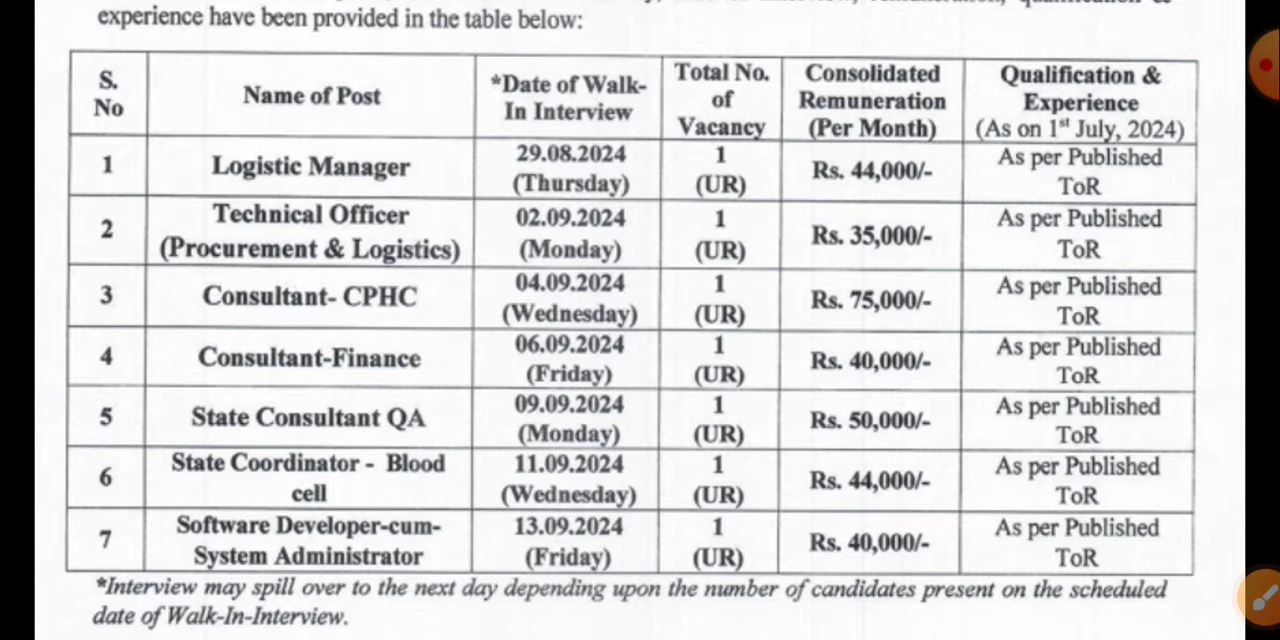 experience have been provided in the table below:
S. No | Name of Post | *Date of Walk-In Interview | Total No. of Vacancy | Consolidated Remuneration (Per Month) | Qualification & Experience (As on 1st July, 2024)
1 | Logistic Manager | 29.08.2024 (Thursday) | 1 (UR) | Rs. 44,000/- | As per Published ToR
2 | Technical Officer (Procurement & Logistics) | 02.09.2024 (Monday) | 1 (UR) | Rs. 35,000/- | As per Published ToR
3 | Consultant- CPHC | 04.09.2024 (Wednesday) | 1 (UR) | Rs. 75,000/- | As per Published ToR
4 | Consultant-Finance | 06.09.2024 (Friday) | 1 (UR) | Rs. 40,000/- | As per Published ToR
5 | State Consultant QA | 09.09.2024 (Monday) | 1 (UR) | Rs. 50,000/- | As per Published ToR
6 | State Coordinator - Blood cell | 11.09.2024 (Wednesday) | 1 (UR) | Rs. 44,000/- | As per Published ToR
7 | Software Developer-cum-System Administrator | 13.09.2024 (Friday) | 1 (UR) | Rs. 40,000/- | As per Published ToR
*Interview may spill over to the next day depending upon the number of candidates present on the scheduled
date of Walk-In-Interview.